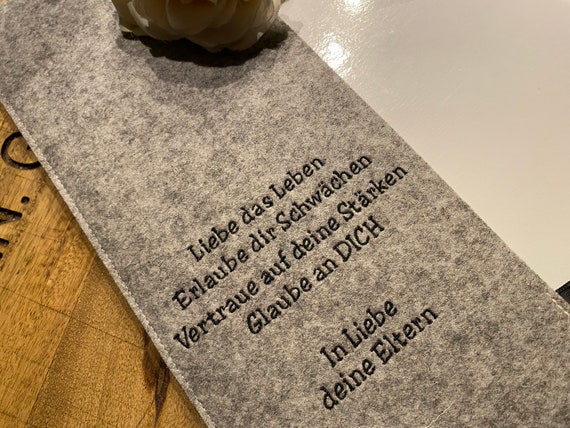 Liebe das Leben
Erlaube dir Schwächen
Vertraue auf deine Stärken
Glaube an DICH
In Liebe
deine Eltern